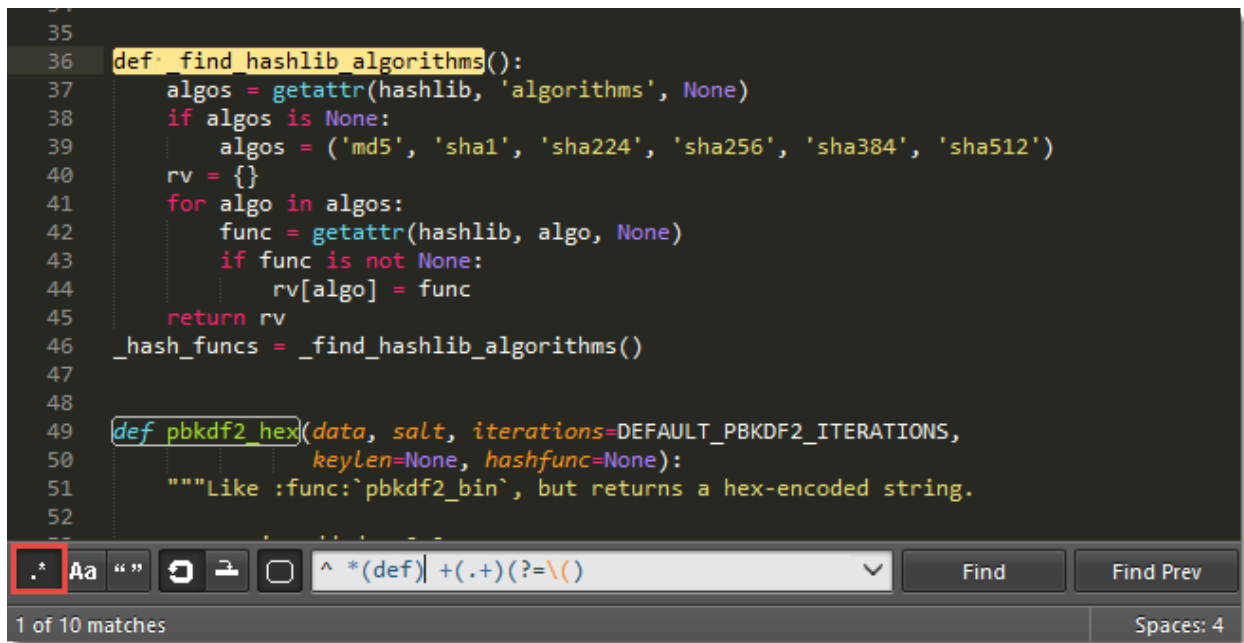 35
36 def _find_hashlib_algorithms():
37 algos = getattr(hashlib, 'algorithms', None)
38 if algos is None:
39 algos = ('md5', 'sha1', 'sha224', 'sha256', 'sha384', 'sha512')
40 rv = {}
41 for algo in algos:
42 func = getattr(hashlib, algo, None)
43 if func is not None:
44 rv[algo] = func
45 return rv
46 _hash_funcs = _find_hashlib_algorithms()
47
48
49 def pbkdf2_hex(data, salt, iterations=DEFAULT_PBKDF2_ITERATIONS,
50 keylen=None, hashfunc=None):
51 """Like :func:`pbkdf2_bin`, but returns a hex-encoded string.
52
.* Aa “ ” ^ *(def) +(.+)(?=\() Find Find Prev
1 of 10 matches Spaces: 4